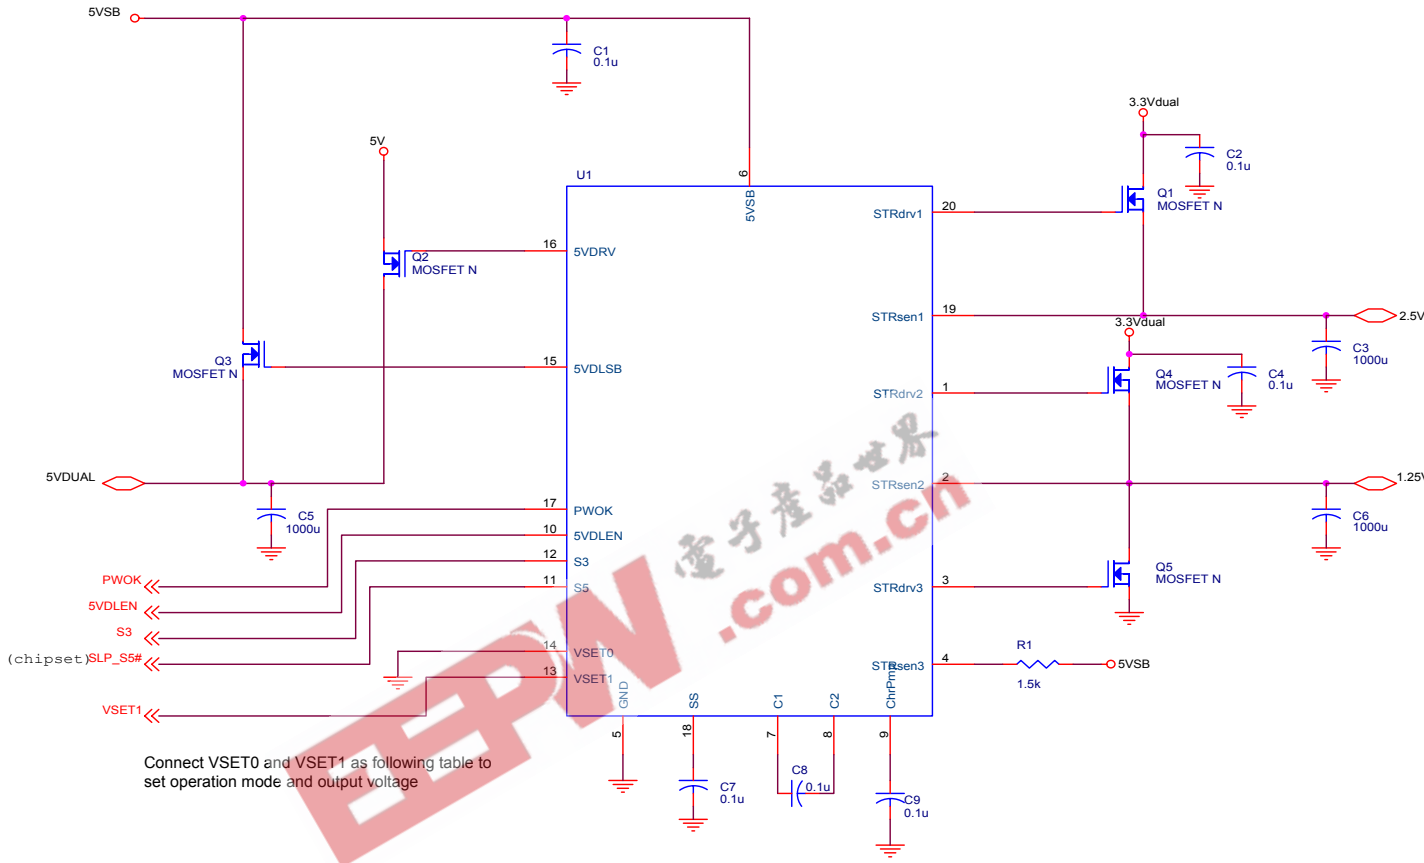 5VSB
C1
0.1u
3.3Vdual
C2
0.1u
5V
U1
6
5VSB
Q1
MOSFET N
STRdrv1
20
16
5VDRV
Q2
MOSFET N
STRsen1
19
2.5V
3.3Vdual
C3
1000u
Q3
MOSFET N
15
5VDLSB
Q4
MOSFET N
C4
0.1u
STRdrv2
1
5VDUAL
STRsen2
2
1.25V
C5
1000u
17
PWOK
C6
1000u
10
5VDLEN
12
S3
11
S5
Q5
MOSFET N
STRdrv3
3
PWOK
5VDLEN
S3
(chipset)
SLP_S5#
14
VSET0
13
VSET1
STRsen3
4
R1
1.5k
5VSB
VSET1
GND
SS
C1
C2
ChrPmp
5
18
7
8
9
Connect VSET0 and VSET1 as following table to
set operation mode and output voltage
C7
0.1u
C8
0.1u
C9
0.1u
EEPW
電子産品世界
.com.cn